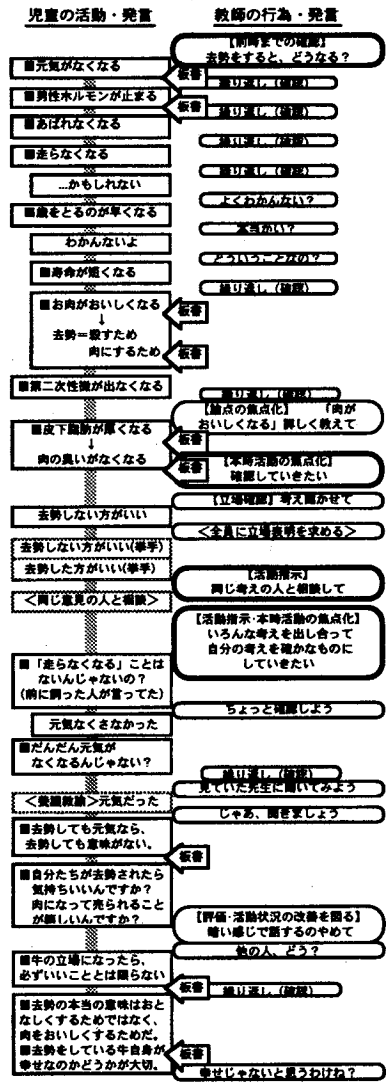 児童の活動・発言
教師の行為・発言
【前時までの確認】
去勢をすると、どうなる？
■元気がなくなる
板書
繰り返し（確認）
■男性ホルモンが止まる
板書
繰り返し（確認）
■あばれなくなる
繰り返し（確認）
■走らなくなる
繰り返し（確認）
…かもしれない
よくわかんない？
■歳をとるのが早くなる
本当かい？
わかんないよ
どういうことなの？
■寿命が短くなる
繰り返し（確認）
■お肉がおいしくなる
↓
去勢＝殺すため
肉にするため
板書
板書
■第二次性徴が出なくなる
繰り返し（確認）
【論点の焦点化】　「肉が
おいしくなる」詳しく教えて
■皮下脂肪が厚くなる
↓
肉の臭いがなくなる
板書
板書
【本時活動の焦点化】
確認していきたい
【立場確認】考え聞かせて
去勢しない方がいい
＜全員に立場表明を求める＞
去勢しない方がいい(挙手)
去勢した方がいい(挙手)
【活動指示】
同じ考えの人と相談して
＜同じ意見の人と相談＞
【活動指示・本時活動の焦点化】
いろんな考えを出し合って
自分の考えを確かなものに
していきたい
■「走らなくなる」ことは
ないんじゃないの？
(前に飼った人が言ってた)
ちょっと確認しよう
元気なくさなかった
■だんだん元気が
なくなるんじゃない？
繰り返し（確認）
見ていた先生に聞いてみよう
＜養護教諭＞元気だった
じゃあ、聞きましょう
■去勢しても元気なら、
去勢しても意味がない。
板書
■自分たちが去勢されたら
気持ちいいんですか？
肉になって売られること
が嬉しいんですか？
【評価・活動状況の改善を図る】
暗い感じで話するのやめて
他の人、どう？
■牛の立場になったら、
必ずいいこととは限らない
板書
繰り返し（確認）
■去勢の本当の意味はおと
なしくするためではなく、
肉をおいしくするためだ。
■去勢をしている牛自身が
幸せなのかどうかが大切。
板書
幸せじゃないと思うわけね？